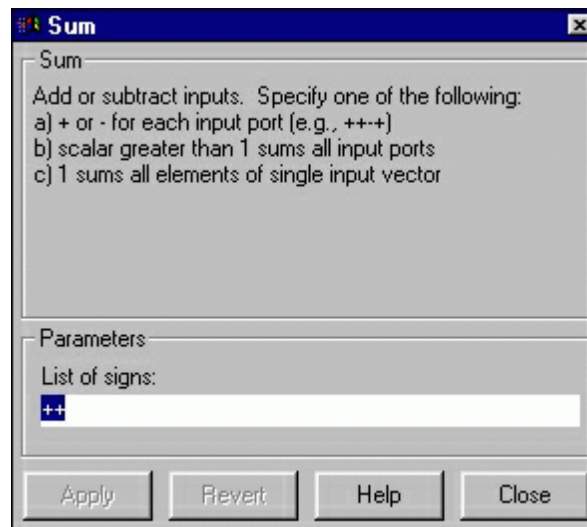 Sum
Sum
Add or subtract inputs. Specify one of the following:
a) + or - for each input port (e.g., ++-+)
b) scalar greater than 1 sums all input ports
c) 1 sums all elements of single input vector
Parameters
List of signs:
++
Apply Revert Help Close